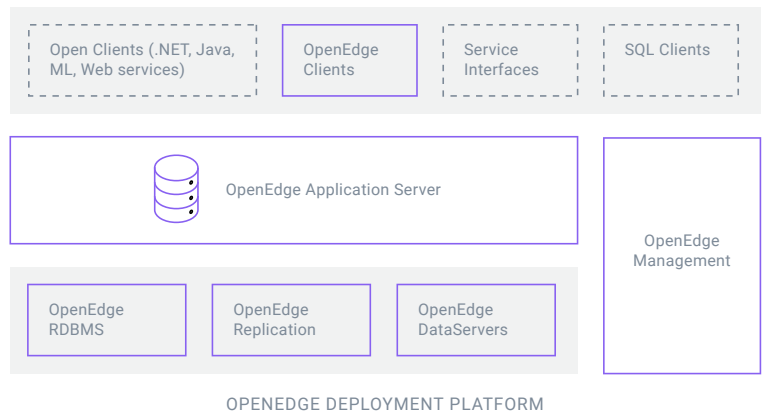 Open Clients (.NET, Java,
ML, Web services)
OpenEdge
Clients
Service
Interfaces
SQL Clients
OpenEdge Application Server
OpenEdge
Management
OpenEdge
RDBMS
OpenEdge
Replication
OpenEdge
DataServers
OPENEDGE DEPLOYMENT PLATFORM